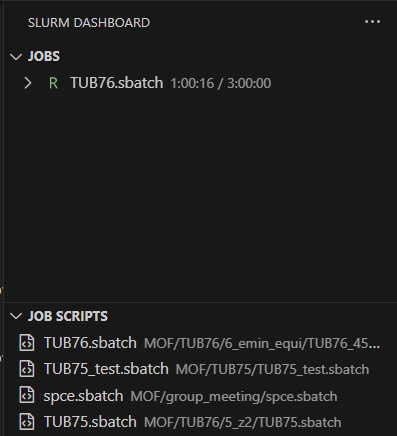 SLURM DASHBOARD
JOBS
R TUB76.sbatch 1:00:16 / 3:00:00
JOB SCRIPTS
TUB76.sbatch MOF/TUB76/6_emin_equi/TUB76_45...
TUB75_test.sbatch MOF/TUB75/TUB75_test.sbatch
spce.sbatch MOF/group_meeting/spce.sbatch
TUB75.sbatch MOF/TUB76/5_z2/TUB75.sbatch